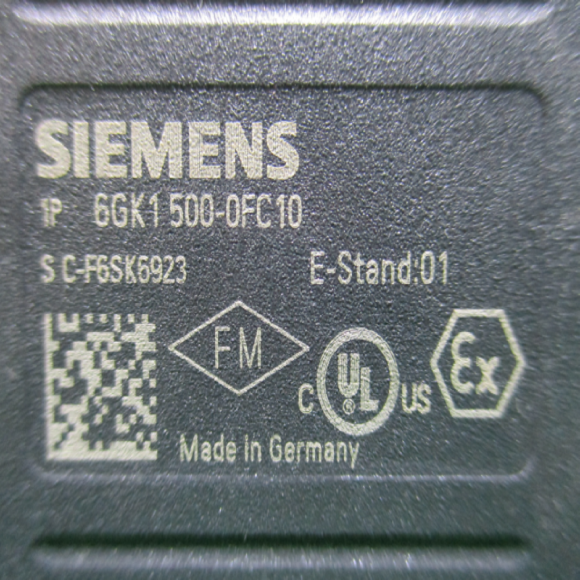 SIEMENS
1P 6GK1 500-0FC10
S C-F6SK6923 E-Stand:01
FM
C UL ® US
Ex
Made in Germany